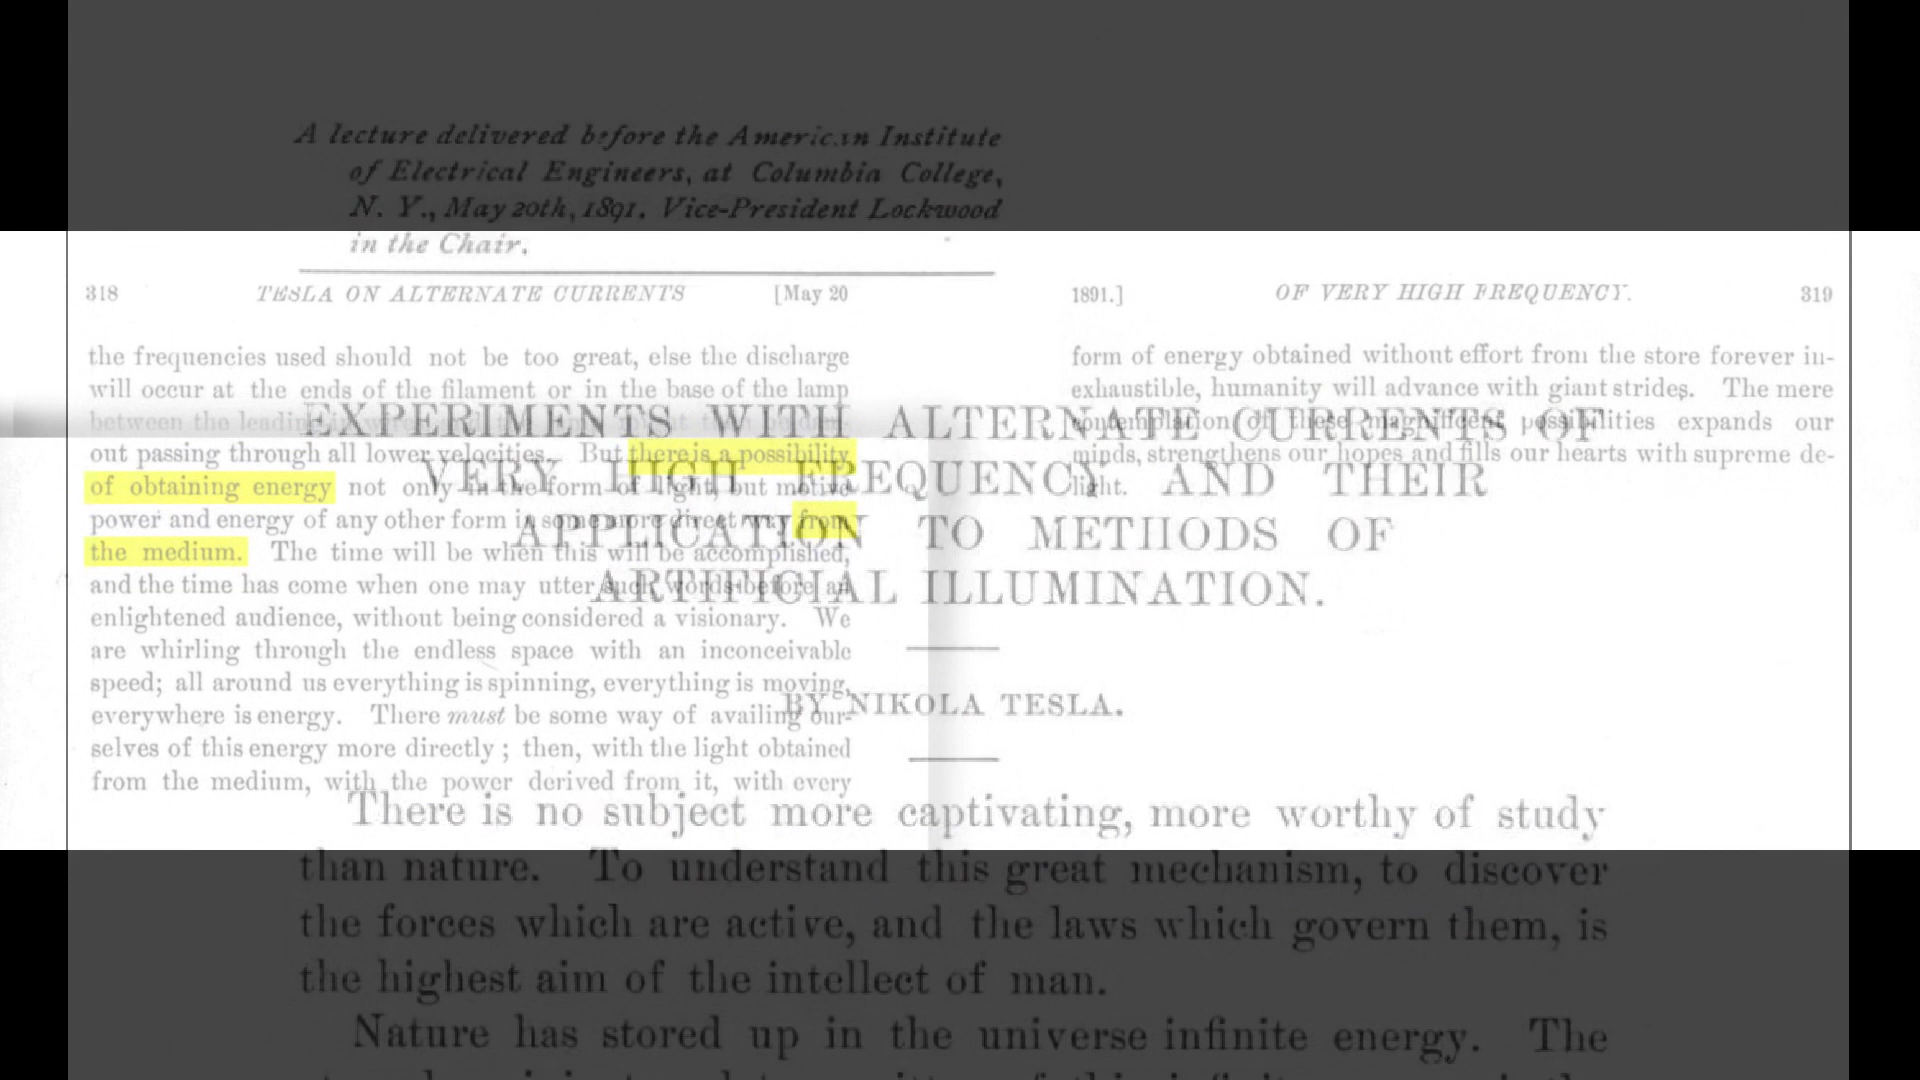 A lecture delivered before the American Institute
of Electrical Engineers, at Columbia College,
N. Y., May 20th, 1891. Vice-President Lockwood
in the Chair.
318 TESLA ON ALTERNATE CURRENTS [May 20
the frequencies used should not be too great, else the discharge
will occur at the ends of the filament or in the base of the lamp
between the leading
out passing through all lower velocities. But there is a possibility
of obtaining energy not only in the form of light, but motive
power and energy of any other form in some more direct way from
the medium. The time will be when this will be accomplished,
and the time has come when one may utter such words before an
enlightened audience, without being considered a visionary. We
are whirling through the endless space with an inconceivable
speed; all around us everything is spinning, everything is moving,
everywhere is energy. There must be some way of availing our-
selves of this energy more directly; then, with the light obtained
from the medium, with the power derived from it, with every
1891.] OF VERY HIGH FREQUENCY. 319
form of energy obtained without effort from the store forever in-
exhaustible, humanity will advance with giant strides. The mere
contemplation of these magnificent possibilities expands our
minds, strengthens our hopes and fills our hearts with supreme de-
light.
EXPERIMENTS WITH ALTERNATE CURRENTS OF
VERY HIGH FREQUENCY AND THEIR
APPLICATION TO METHODS OF
ARTIFICIAL ILLUMINATION.
BY NIKOLA TESLA.
There is no subject more captivating, more worthy of study
than nature. To understand this great mechanism, to discover
the forces which are active, and the laws which govern them, is
the highest aim of the intellect of man.
Nature has stored up in the universe infinite energy. The